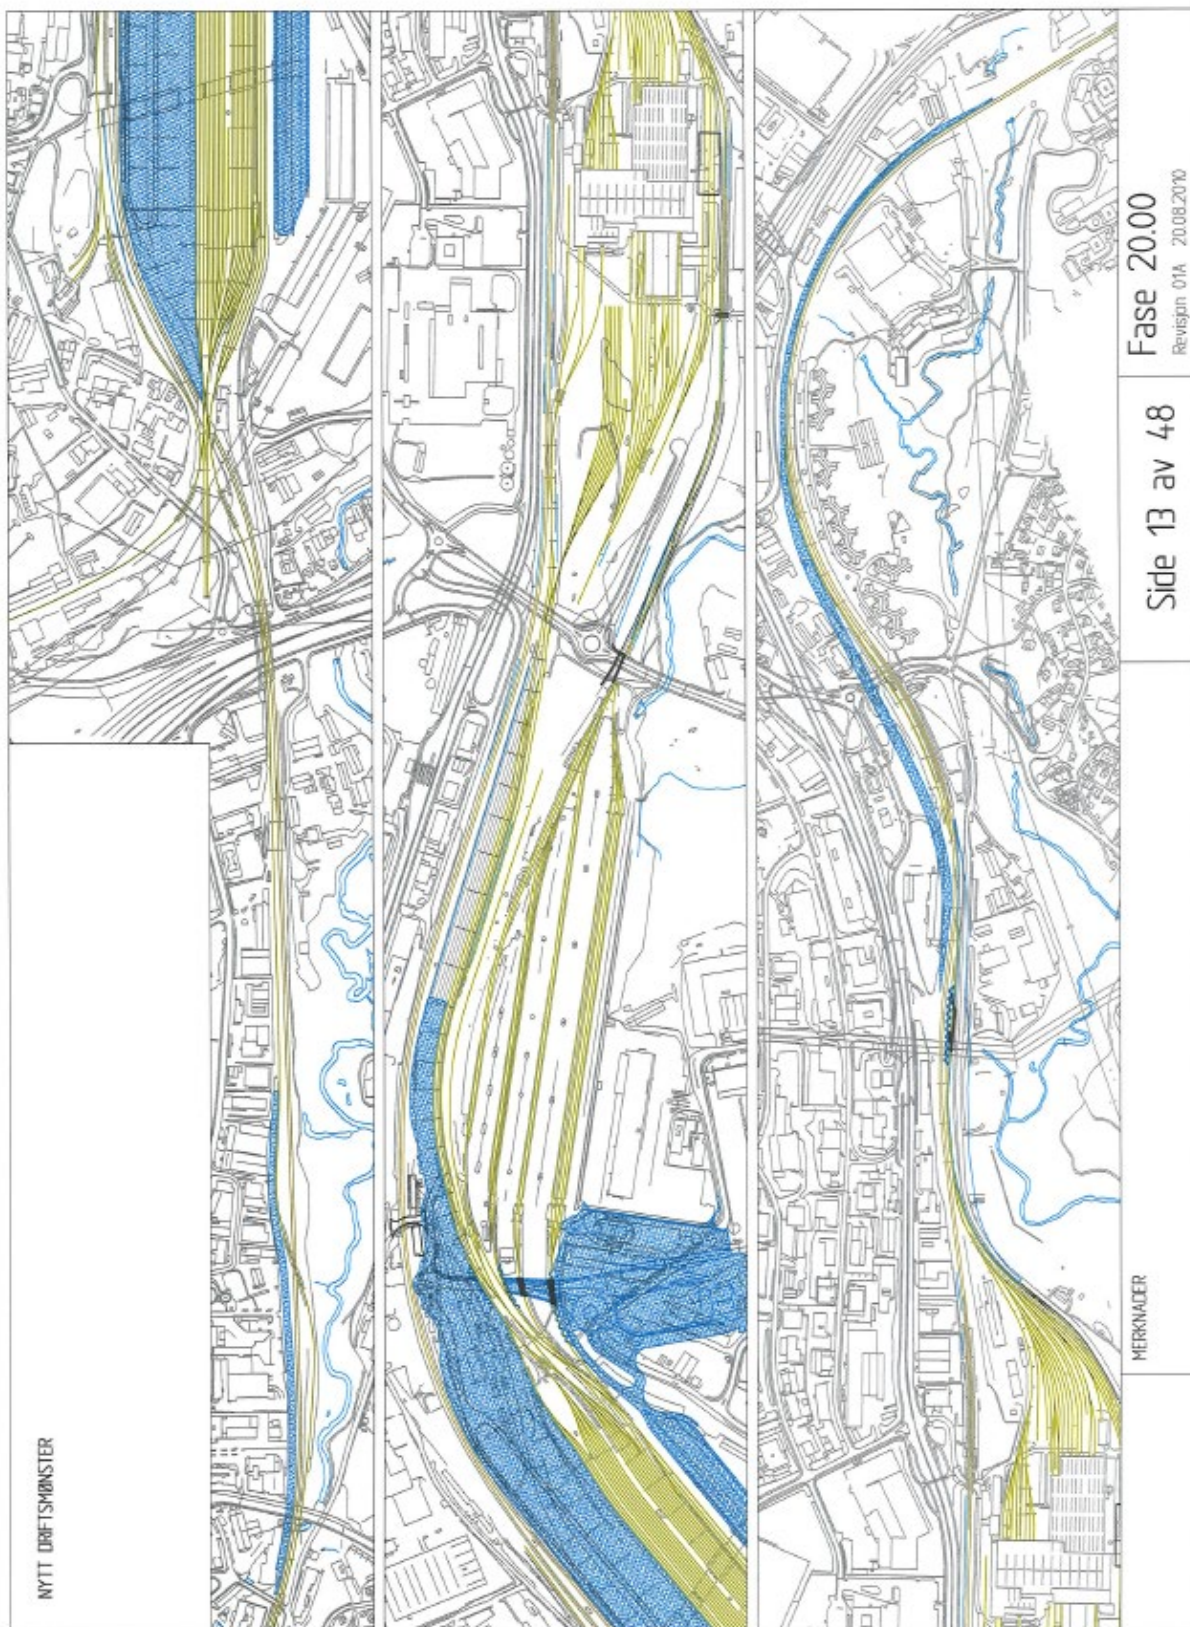 NYTT DRIFTSMØNSTER
MERKNADER
Side 13 av 48
Fase 20.00
Revisjon 01A 20.08.2010